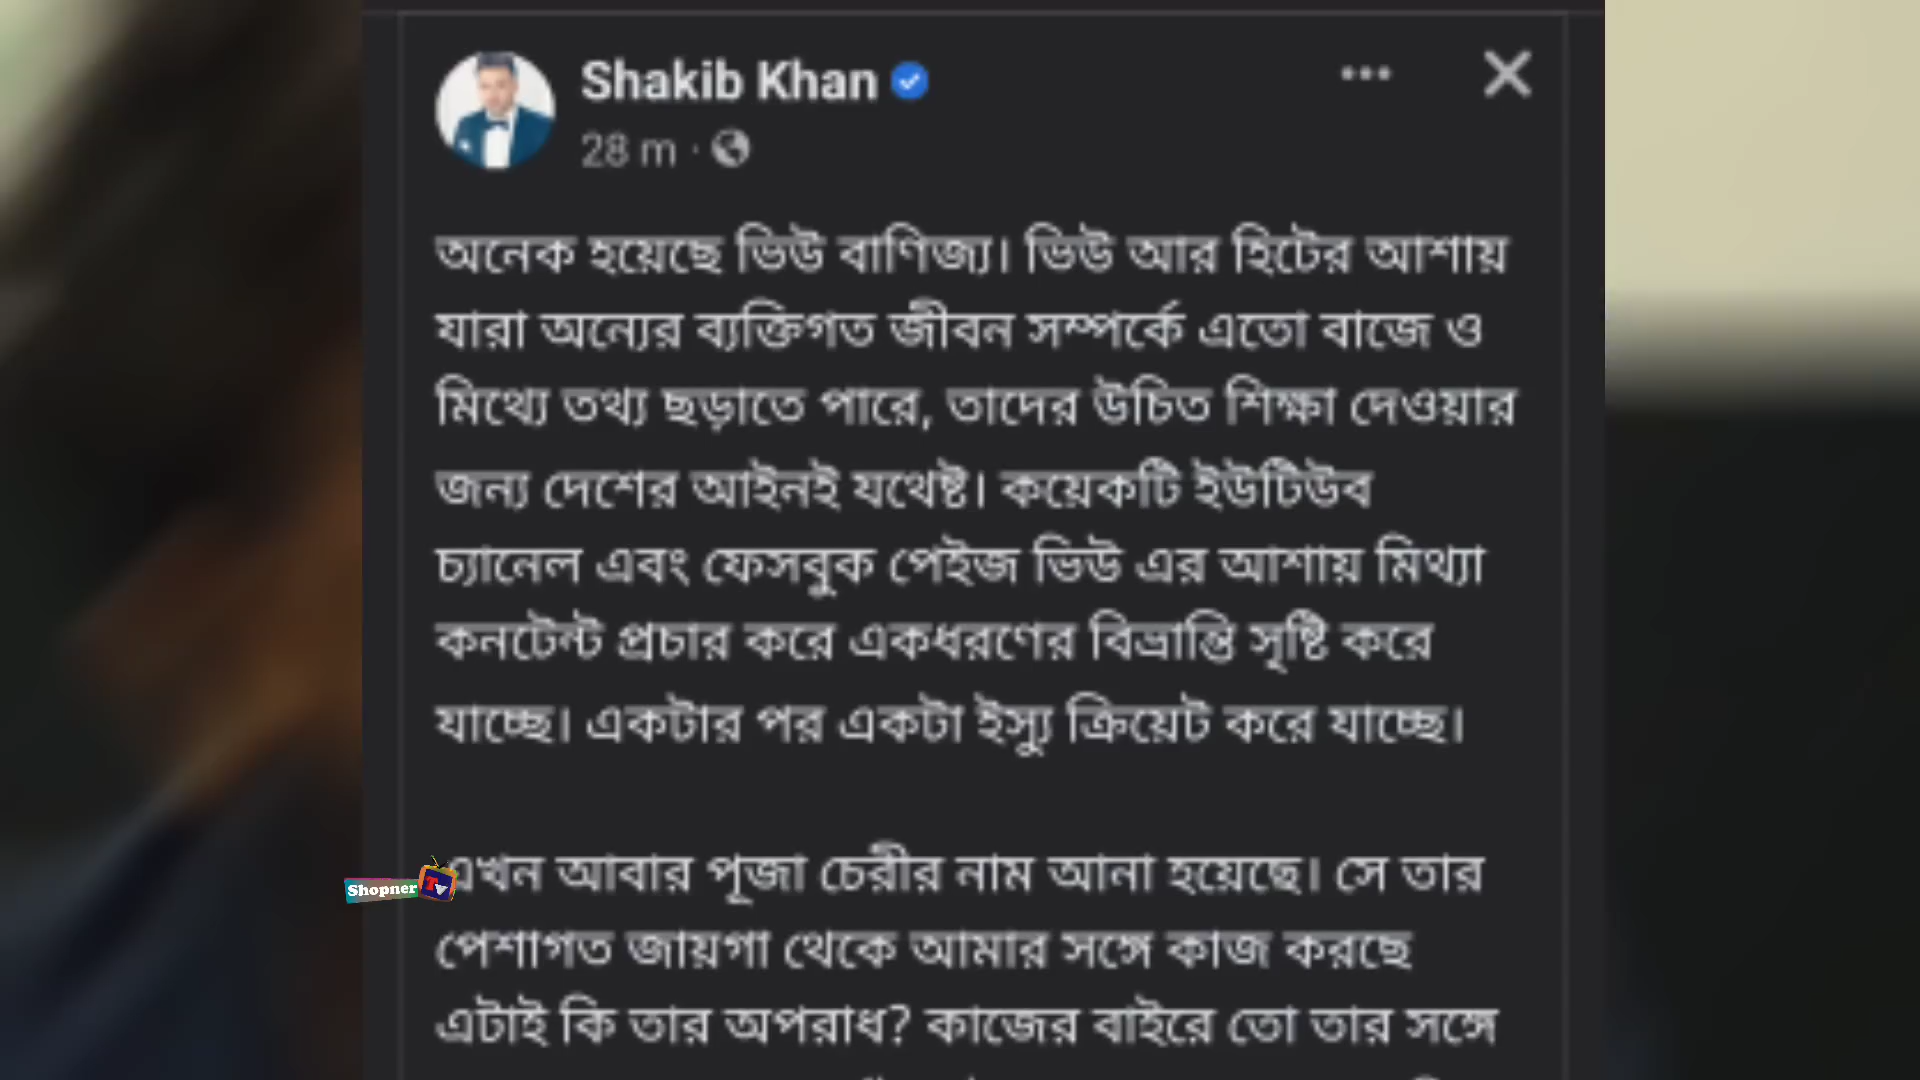 Shakib Khan
28 m ·
অনেক হয়েছে ভিউ বাণিজ্য। ভিউ আর হিটের আশায়
যারা অন্যের ব্যক্তিগত জীবন সম্পর্কে এতো বাজে ও
মিথ্যে তথ্য ছড়াতে পারে, তাদের উচিত শিক্ষা দেওয়ার
জন্য দেশের আইনই যথেষ্ট। কয়েকটি ইউটিউব
চ্যানেল এবং ফেসবুক পেইজ ভিউ এর আশায় মিথ্যা
কনটেন্ট প্রচার করে একধরণের বিভ্রান্তি সৃষ্টি করে
যাচ্ছে। একটার পর একটা ইস্যু ক্রিয়েট করে যাচ্ছে।
এখন আবার পূজা চেরীর নাম আনা হয়েছে। সে তার
Shopner Tv
পেশাগত জায়গা থেকে আমার সঙ্গে কাজ করছে
এটাই কি তার অপরাধ? কাজের বাইরে তো তার সঙ্গে